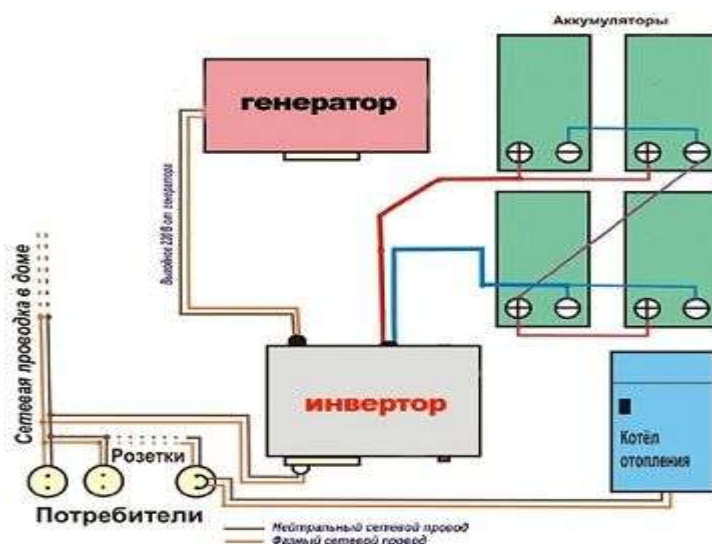 Аккумуляторы
генератор
Выходное 220 В от генератора
Сетевая проводка в доме
инвертор
Котёл
отопления
Розетки
Потребители
Нейтральный сетевой провод
Фазный сетевой провод